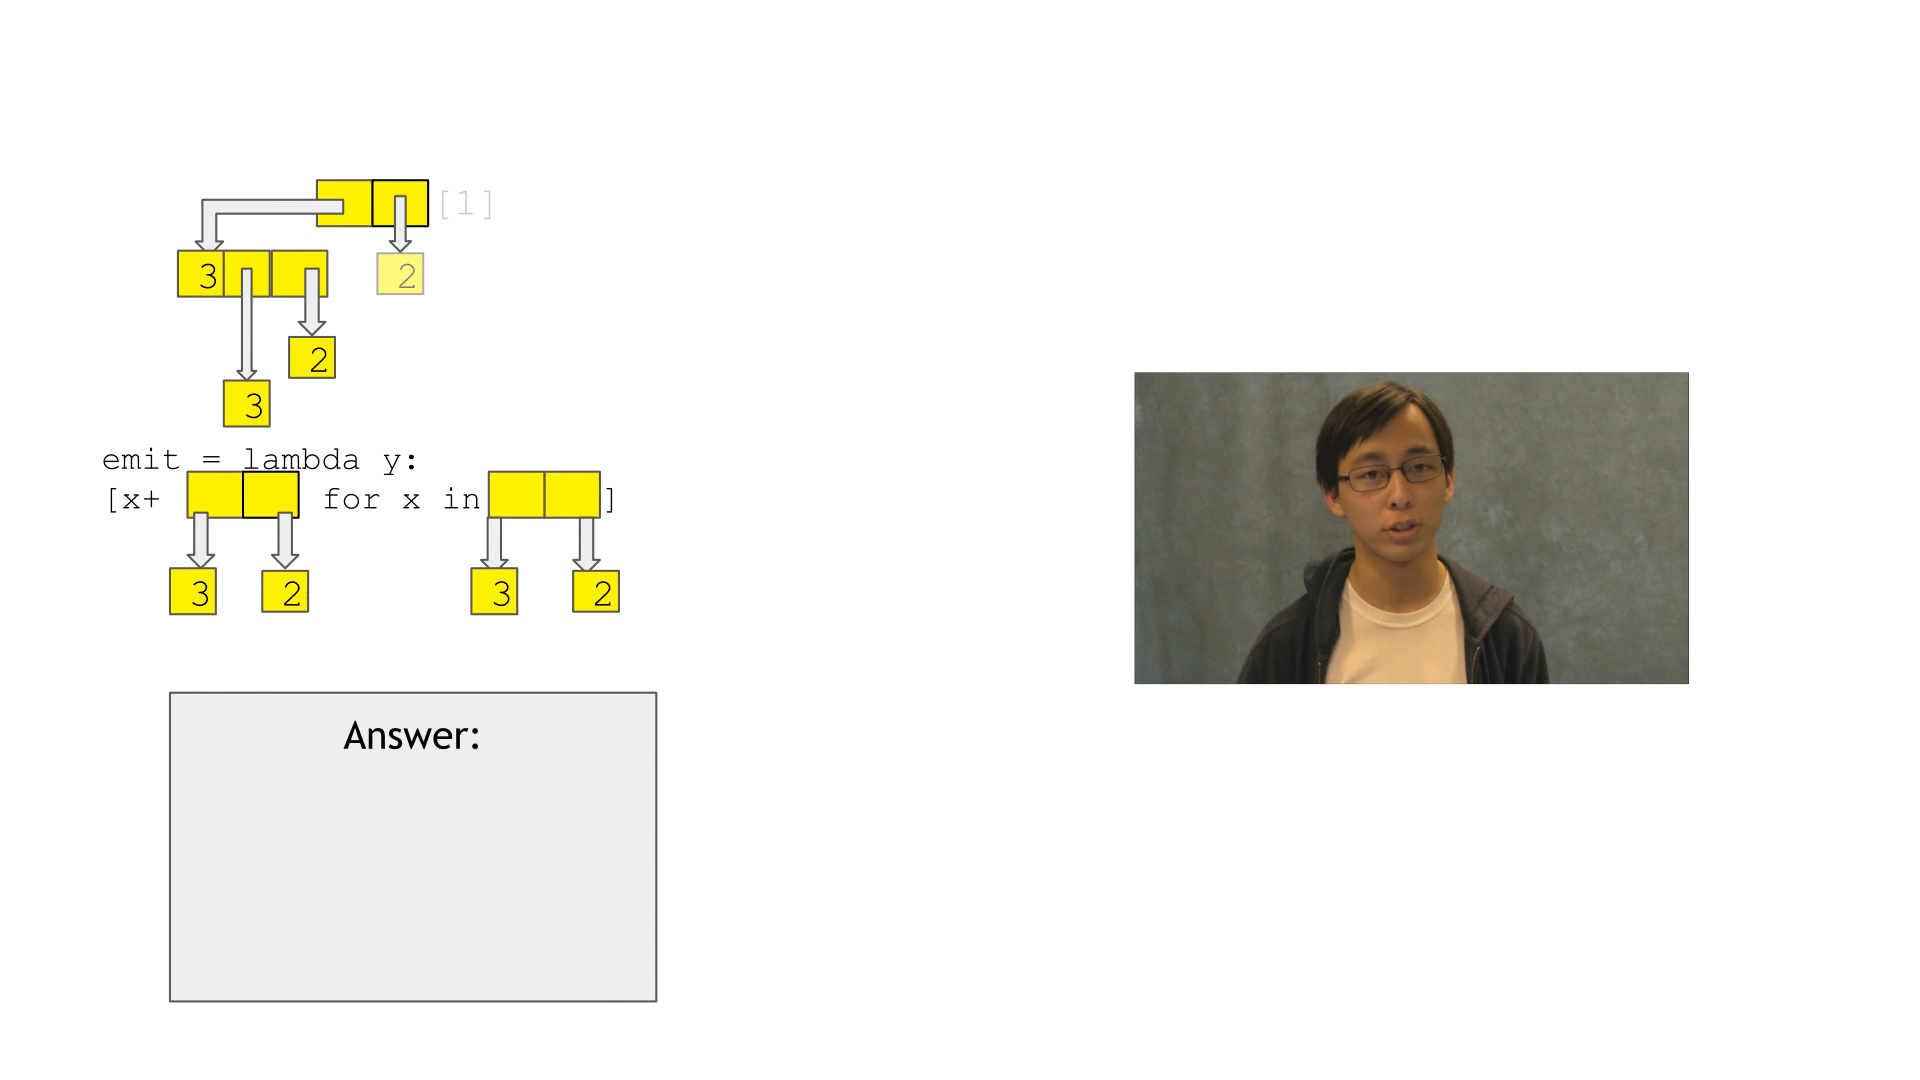 [1]
3 2
2
3
emit = lambda y:
[x+ for x in ]
3 2 3 2
Answer: